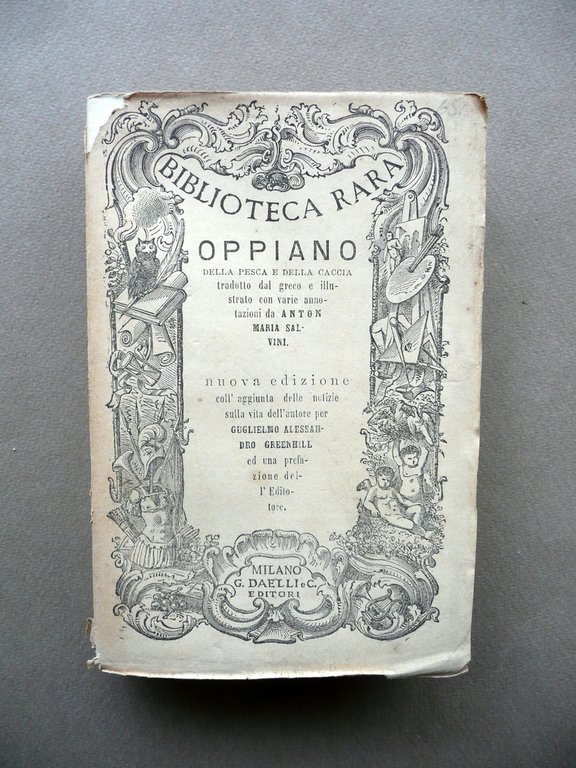 BIBLIOTECA RARA
OPPIANO
DELLA PESCA E DELLA CACCIA
tradotto dal greco e illu-
strato con varie anno-
tazioni da ANTON
MARIA SAL-
VINI.
nuova edizione
coll' aggiunta delle notizie
sulla vita dell'autore per
GUGLIELMO ALESSAN-
DRO GREENHILL
ed una prefa-
zione del-
l' Edito-
tore.
MILANO
G. DAELLI e C.
EDITORI